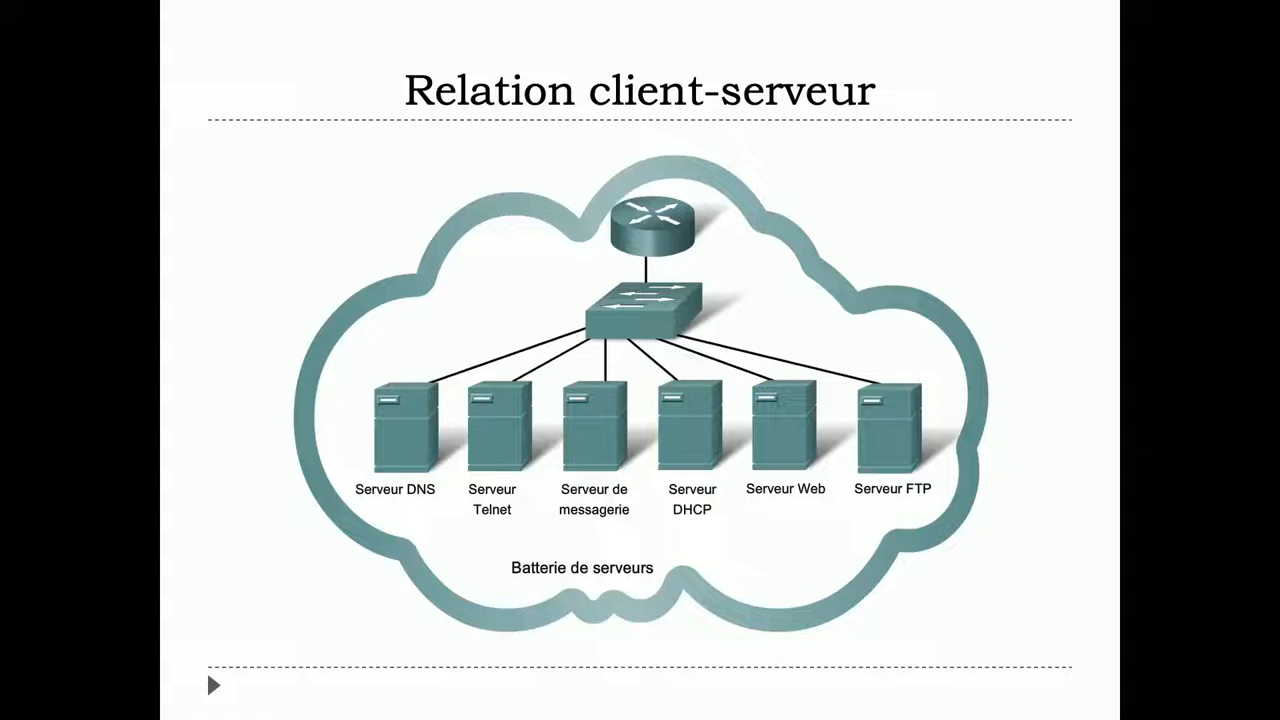 Relation client-serveur
Serveur DNS
Serveur
Telnet
Serveur de
messagerie
Serveur
DHCP
Serveur Web
Serveur FTP
Batterie de serveurs